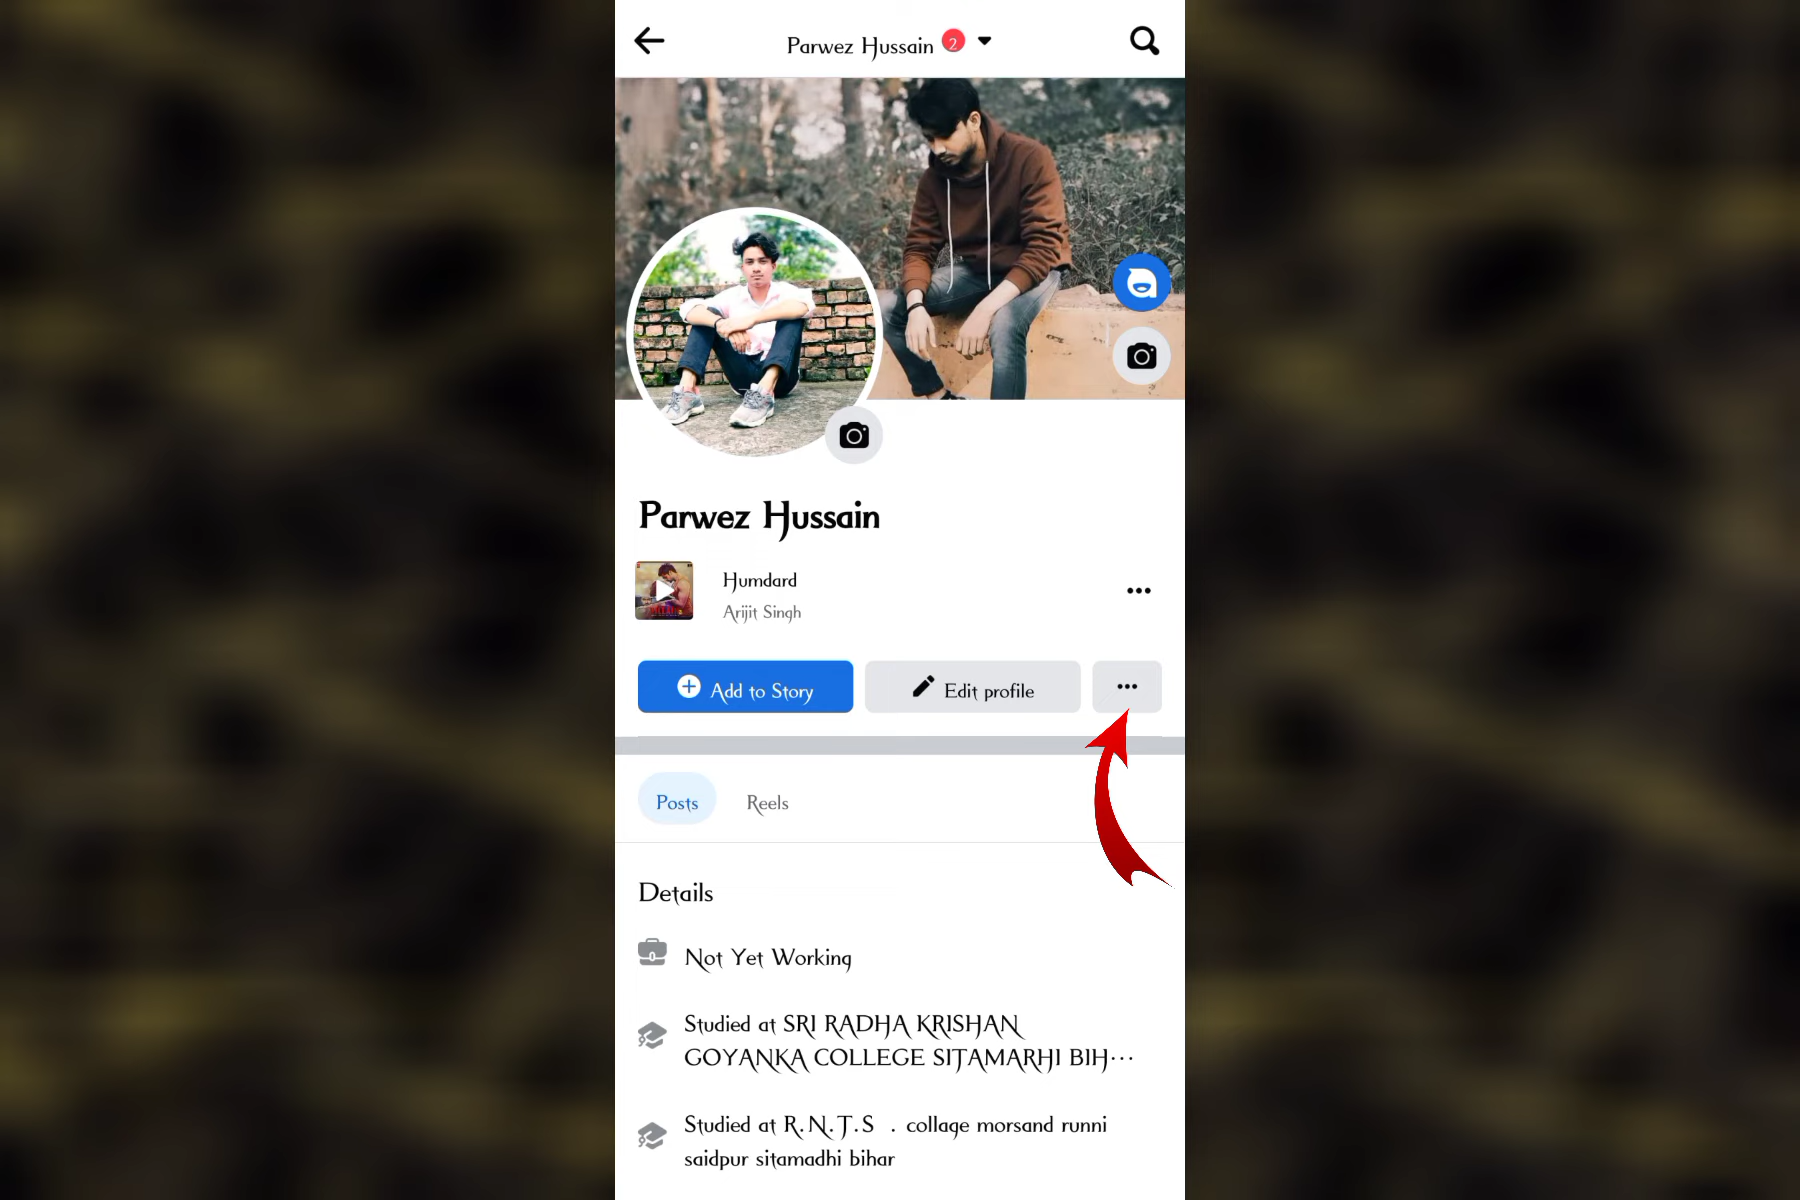 Parwez Hussain 2
Parwez Hussain
Humdard
Arijit Singh
Add to Story
Edit profile
Posts
Reels
Details
Not Yet Working
Studied at SRI RADHA KRISHAN
GOYANKA COLLEGE SITAMARHI BIH...
Studied at R.N.T.S . collage morsand runni
saidpur sitamadhi bihar